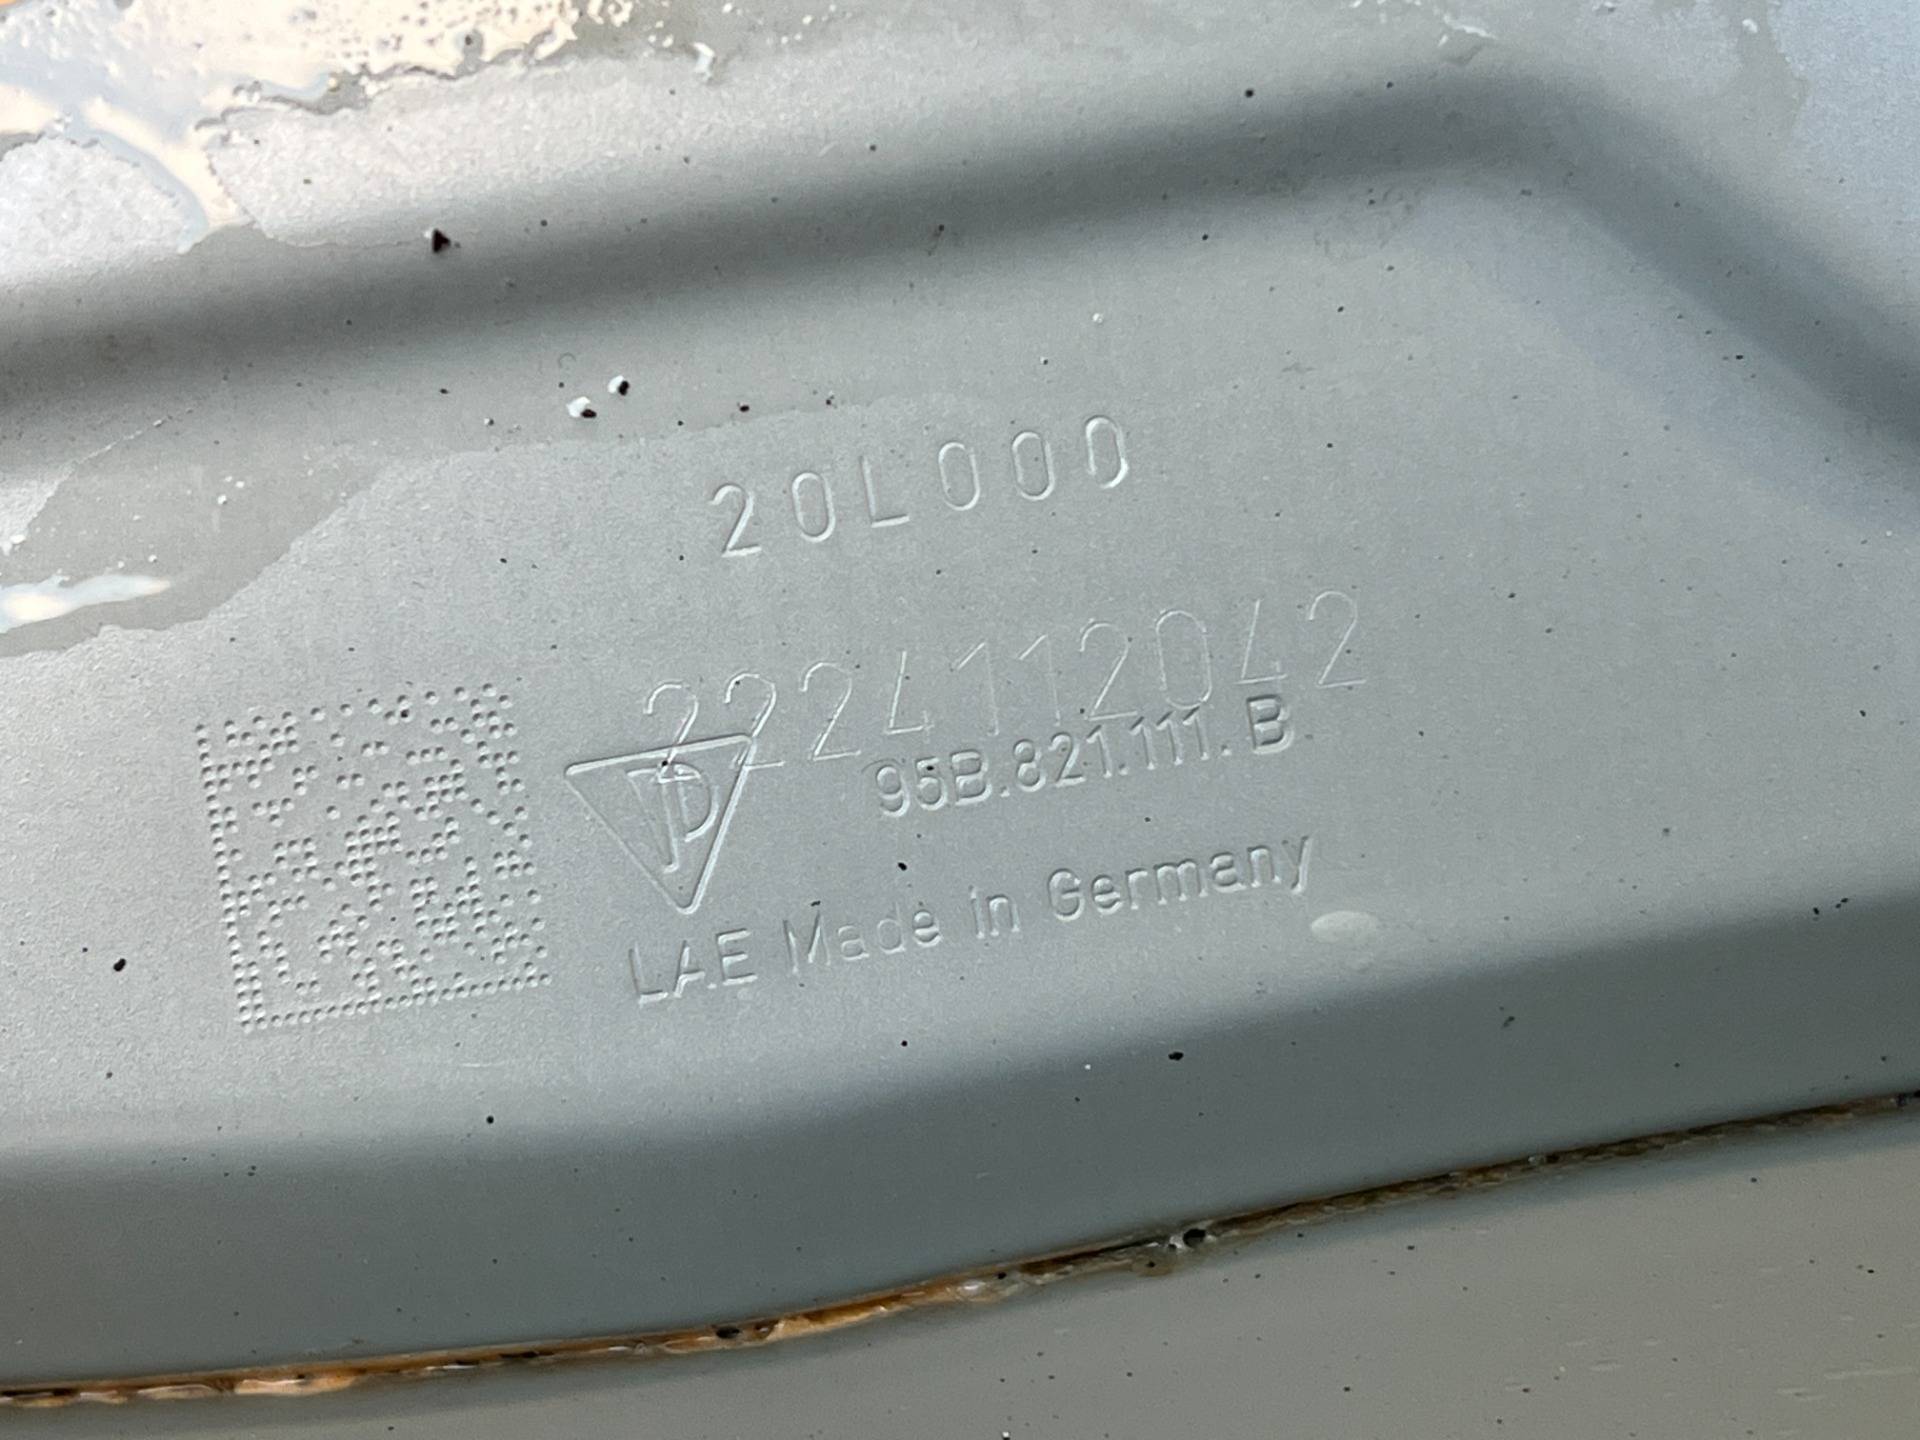 20L000
2224112042
95B.821.111.B
LAE Made in Germany